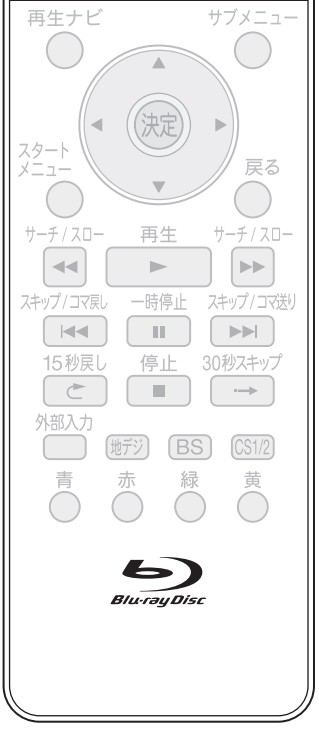 再生ナビ サブメニュー
決定
スタート
メニュー 戻る
サーチ / スロー 再生 サーチ / スロー
スキップ / コマ戻し 一時停止 スキップ / コマ送り
15秒戻し 停止 30秒スキップ
外部入力
地デジ BS CS1/2
青 赤 緑 黄
Blu-ray Disc